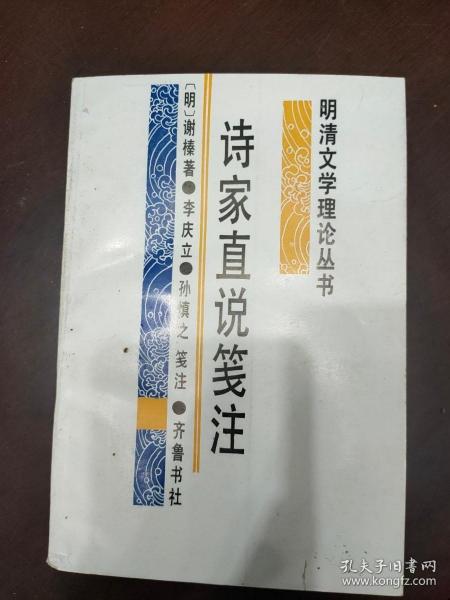 明清文学理论丛书
诗家直说笺注
〔明〕谢榛著●李庆立●孙慎之 笺注●齐鲁书社
孔夫子旧书网
www.kongfz.com